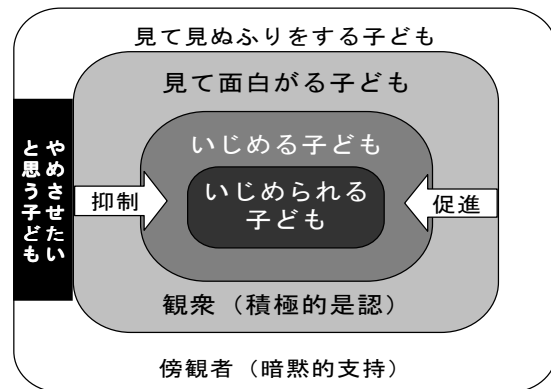 見て見ぬふりをする子ども
見て面白がる子ども
いじめる子ども
いじめられる
子ども
やめさせたい
と思う子ども
抑制
促進
観衆（積極的是認）
傍観者（暗黙的支持）